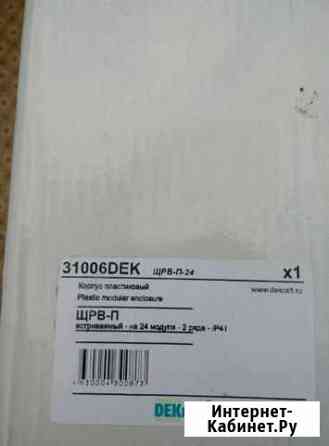 31006DEK ЩРВ-П-24 x1
Корпус пластиковый
Plastic modular enclosure www.dekraft.ru
ЩРВ-П
встраиваемый - на 24 модуля - 2 ряда - IP41
DEK
Интернет-
Кабинет.Ру